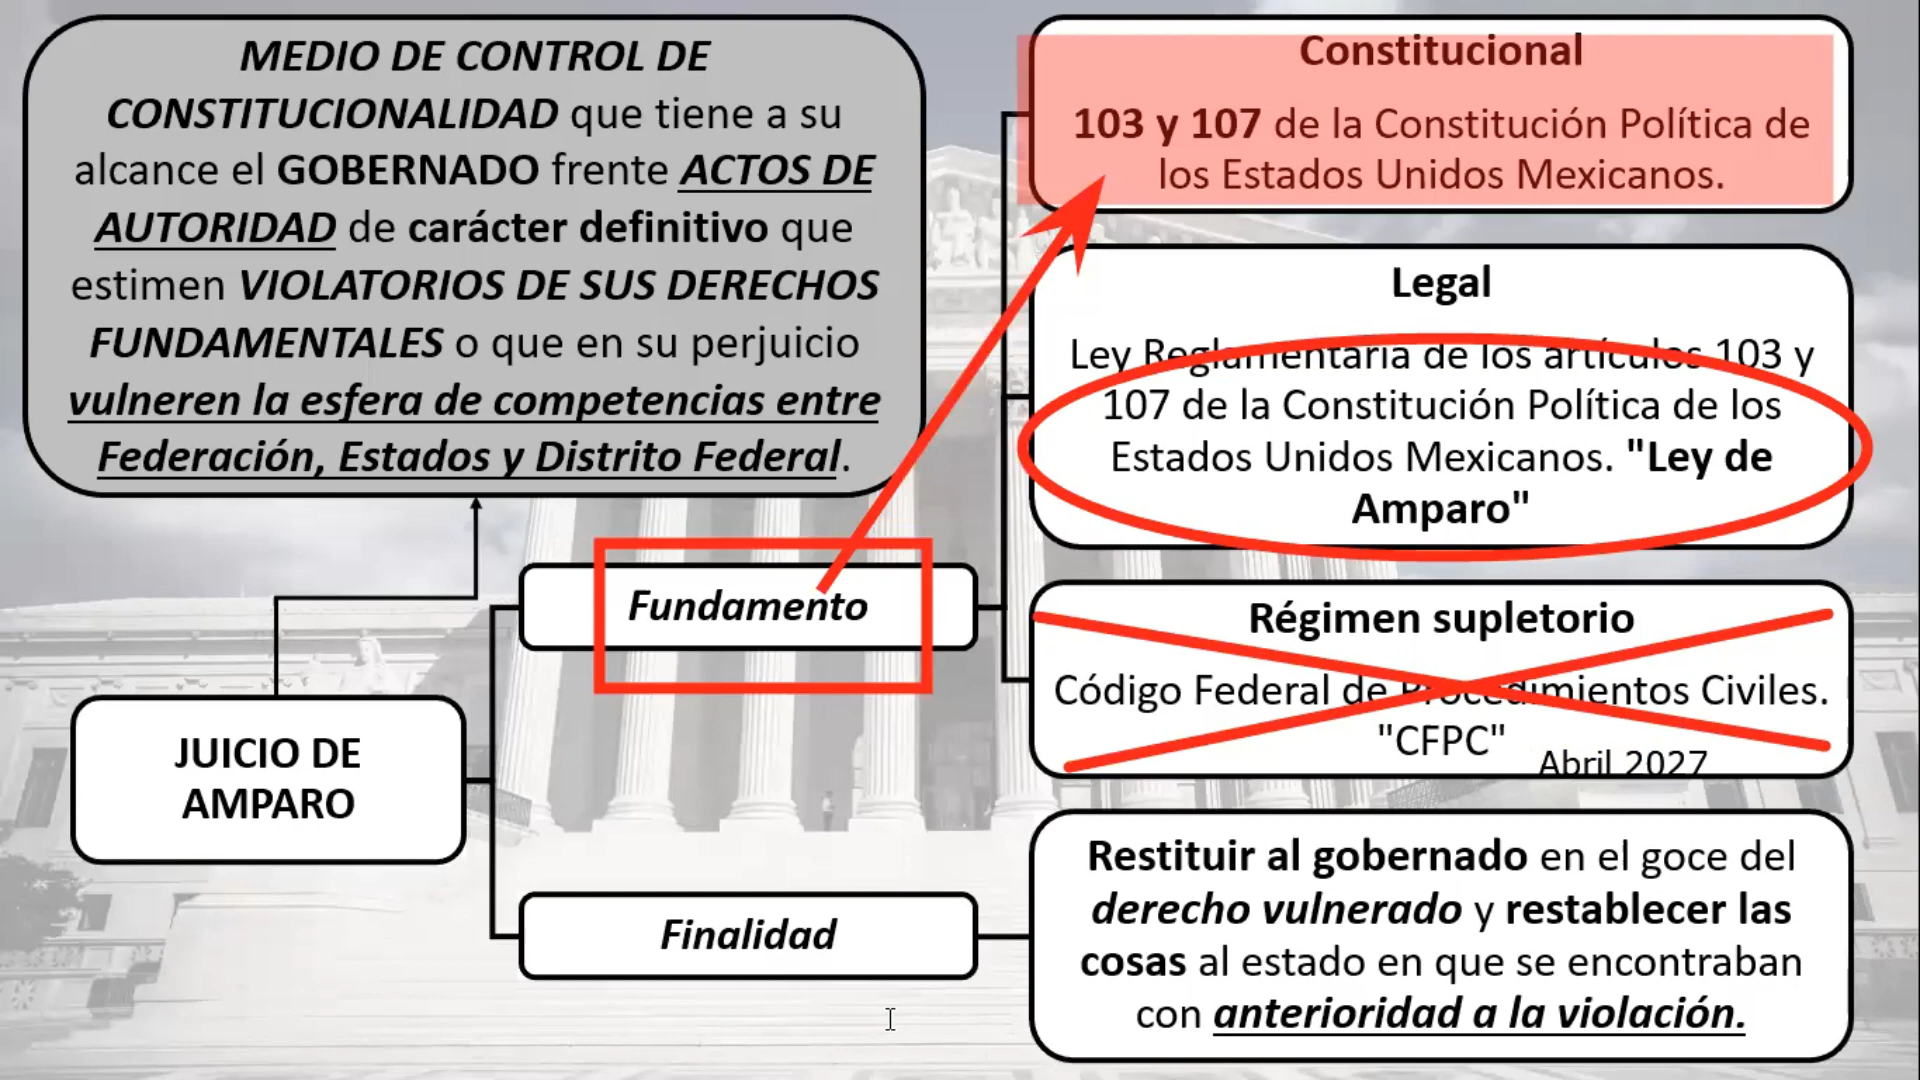 MEDIO DE CONTROL DE
CONSTITUCIONALIDAD que tiene a su
alcance el GOBERNADO frente ACTOS DE
AUTORIDAD de carácter definitivo que
estimen VIOLATORIOS DE SUS DERECHOS
FUNDAMENTALES o que en su perjuicio
vulneren la esfera de competencias entre
Federación, Estados y Distrito Federal.
Constitucional
103 y 107 de la Constitución Política de
los Estados Unidos Mexicanos.
Legal
Ley Reglamentaria de los artículos 103 y
107 de la Constitución Política de los
Estados Unidos Mexicanos. "Ley de
Amparo"
Fundamento
Régimen supletorio
Código Federal de Procedimientos Civiles.
"CFPC"
Abril 2027
JUICIO DE
AMPARO
Finalidad
Restituir al gobernado en el goce del
derecho vulnerado y restablecer las
cosas al estado en que se encontraban
con anterioridad a la violación.